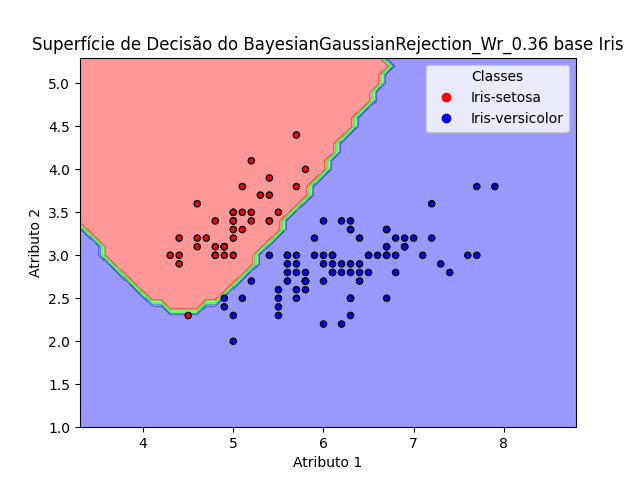 Superfície de Decisão do BayesianGaussianRejection_Wr_0.36 base Iris
Classes
Iris-setosa
Iris-versicolor
5.0
4.5
4.0
3.5
3.0
2.5
2.0
1.5
1.0
Atributo 2
4 5 6 7 8
Atributo 1